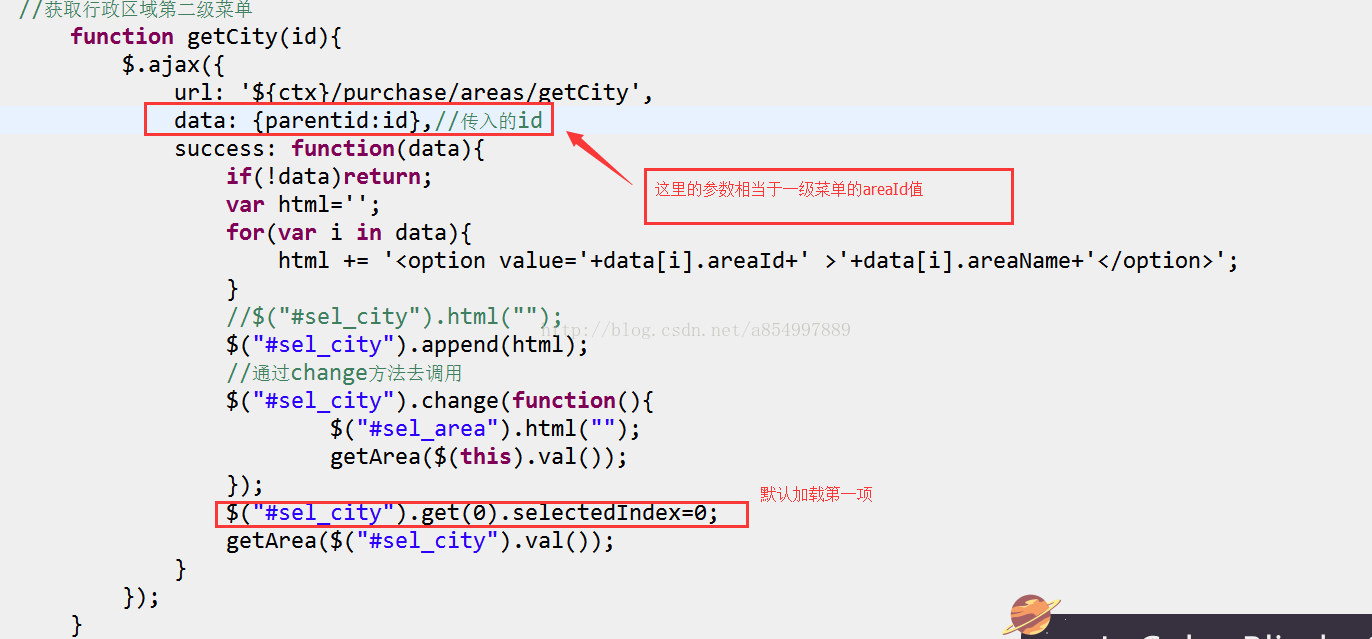 //获取行政区域第二级菜单
function getCity(id){
$.ajax({
url: '${ctx}/purchase/areas/getCity',
data: {parentid:id},//传入的id
success: function(data){
这里的参数相当于一级菜单的areaId值
if(!data)return;
var html='';
for(var i in data){
html += '<option value='+data[i].areaId+' >'+data[i].areaName+'</option>';
}
//$("#sel_city").html("");
http://blog.csdn.net/a854997889
$("#sel_city").append(html);
//通过change方法去调用
$("#sel_city").change(function(){
$("#sel_area").html("");
getArea($(this).val());
});
默认加载第一项
$("#sel_city").get(0).selectedIndex=0;
getArea($("#sel_city").val());
}
});
}